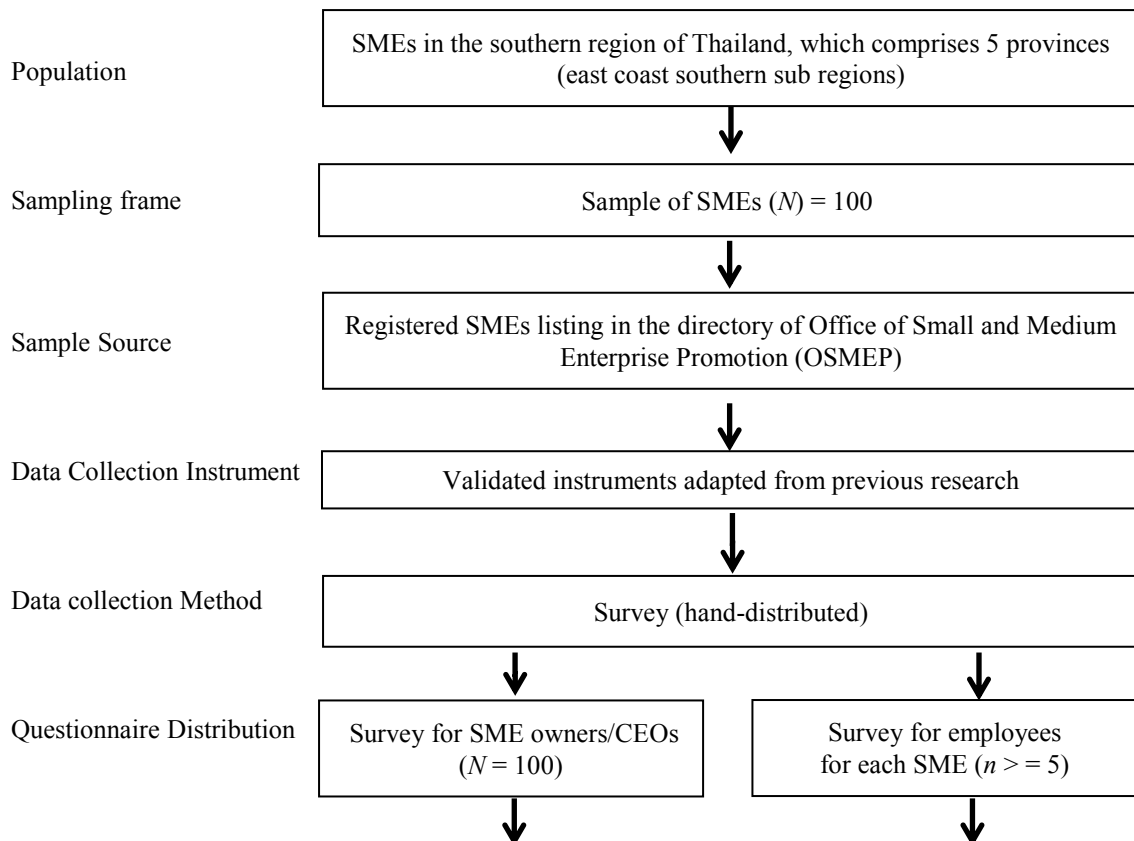 Population
SMEs in the southern region of Thailand, which comprises 5 provinces
(east coast southern sub regions)
Sampling frame
Sample of SMEs (N) = 100
Sample Source
Registered SMEs listing in the directory of Office of Small and Medium
Enterprise Promotion (OSMEP)
Data Collection Instrument
Validated instruments adapted from previous research
Data collection Method
Survey (hand-distributed)
Questionnaire Distribution
Survey for SME owners/CEOs
(N = 100)
Survey for employees
for each SME (n > = 5)